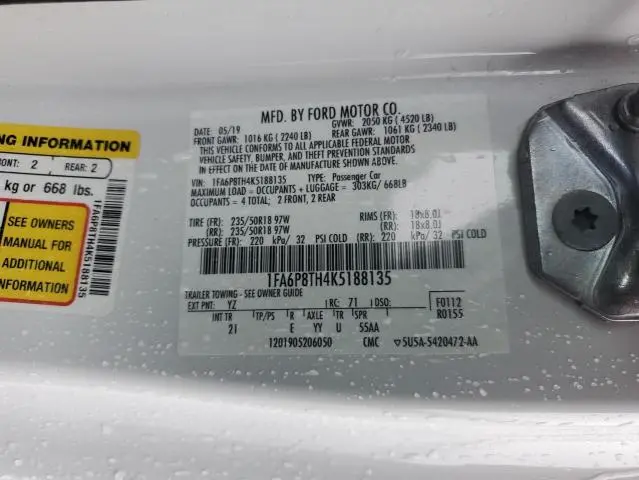 NG INFORMATION
RONT: 2 REAR: 2
kg or 668 lbs.
SEE OWNERS
MANUAL FOR
ADDITIONAL
INFORMATION
1FA6P8TH4K5188135
MFD. BY FORD MOTOR CO.
DATE: 05/19 GVWR: 2050 KG (4520 LB)
FRONT GAWR: 1016 KG (2240 LB) REAR GAWR: 1061 KG (2340 LB)
THIS VEHICLE CONFORMS TO ALL APPLICABLE FEDERAL MOTOR
VEHICLE SAFETY, BUMPER, AND THEFT PREVENTION STANDARDS
IN EFFECT ON THE DATE OF MANUFACTURE SHOWN ABOVE.
VIN: 1FA6P8TH4K5188135 TYPE: Passenger Car
MAXIMUM LOAD = OCCUPANTS + LUGGAGE = 303KG/668LB
OCCUPANTS = 4 TOTAL: 2 FRONT, 2 REAR
TIRE (FR): 235/50R18 97W RIMS (FR): 18x8.0J
(RR): 235/50R18 97W (RR): 18x8.0J
PRESSURE (FR): 220 kPa/ 32 PSI COLD (RR): 220 kPa/ 32 PSI COLD
1FA6P8TH4K5188135
TRAILER TOWING - SEE OWNER GUIDE
EXT PNT: YZ RC: 71 DSO: F0112
INT TR TP/PS R TR SPR R0155
2I E YY U 55AA
1201905206050 CMC 5U5A-5420472-AA